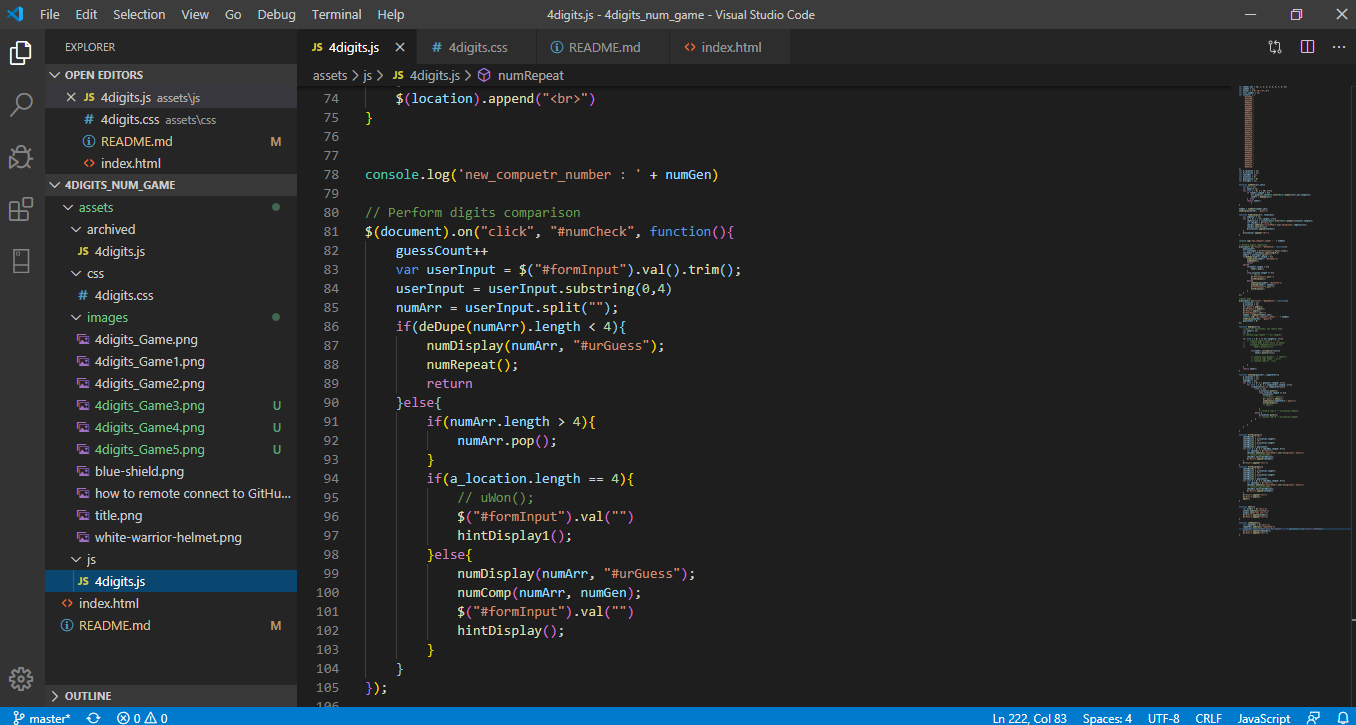 File Edit Selection View Go Debug Terminal Help
4digits.js - 4digits_num_game - Visual Studio Code
EXPLORER
OPEN EDITORS
JS 4digits.js assets\js
# 4digits.css assets\css
README.md M
<> index.html
4DIGITS_NUM_GAME
assets
archived
JS 4digits.js
css
# 4digits.css
images
4digits_Game.png
4digits_Game1.png
4digits_Game2.png
4digits_Game3.png U
4digits_Game4.png U
4digits_Game5.png U
blue-shield.png
how to remote connect to GitHu...
title.png
white-warrior-helmet.png
js
JS 4digits.js
<> index.html
README.md M
OUTLINE
JS 4digits.js # 4digits.css README.md <> index.html
assets > js > JS 4digits.js > numRepeat
74 $(location).append("<br>")
75 }
76
77
78 console.log('new_compuetr_number : ' + numGen)
79
80 // Perform digits comparison
81 $(document).on("click", "#numCheck", function(){
82 guessCount++
83 var userInput = $("#formInput").val().trim();
84 userInput = userInput.substring(0,4)
85 numArr = userInput.split("");
86 if(deDupe(numArr).length < 4){
87 numDisplay(numArr, "#urGuess");
88 numRepeat();
89 return
90 }else{
91 if(numArr.length > 4){
92 numArr.pop();
93 }
94 if(a_location.length == 4){
95 // uWon();
96 $("#formInput").val("")
97 hintDisplay1();
98 }else{
99 numDisplay(numArr, "#urGuess");
100 numComp(numArr, numGen);
101 $("#formInput").val("")
102 hintDisplay();
103 }
104 }
105 });
106
master* 0 0 Ln 222, Col 83 Spaces: 4 UTF-8 CRLF JavaScript